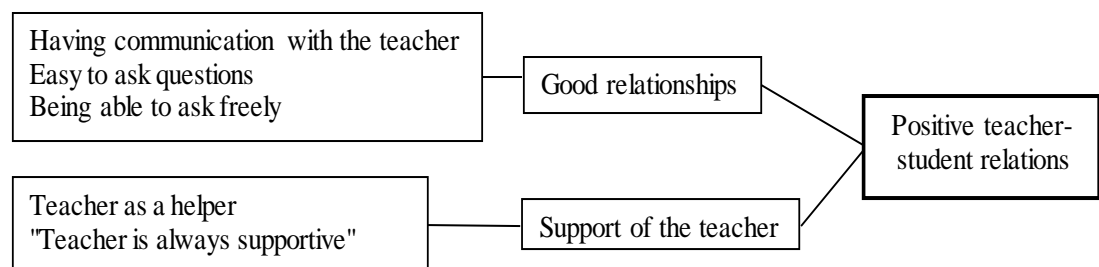 Having communication with the teacher
Easy to ask questions
Being able to ask freely
Good relationships
Positive teacher-
student relations
Teacher as a helper
"Teacher is always supportive"
Support of the teacher